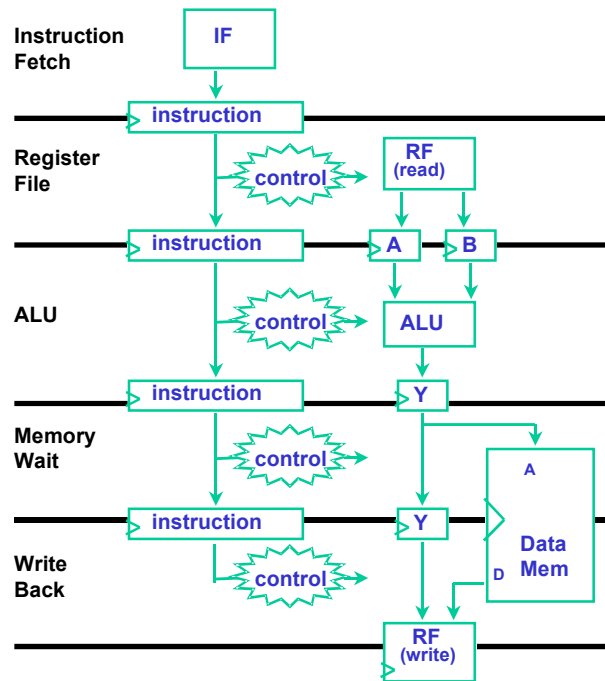 Instruction
Fetch
IF
instruction
Register
File
control
RF
(read)
instruction
A
B
ALU
control
ALU
instruction
Y
Memory
Wait
control
A
instruction
Y
Data
Mem
Write
Back
control
D
RF
(write)